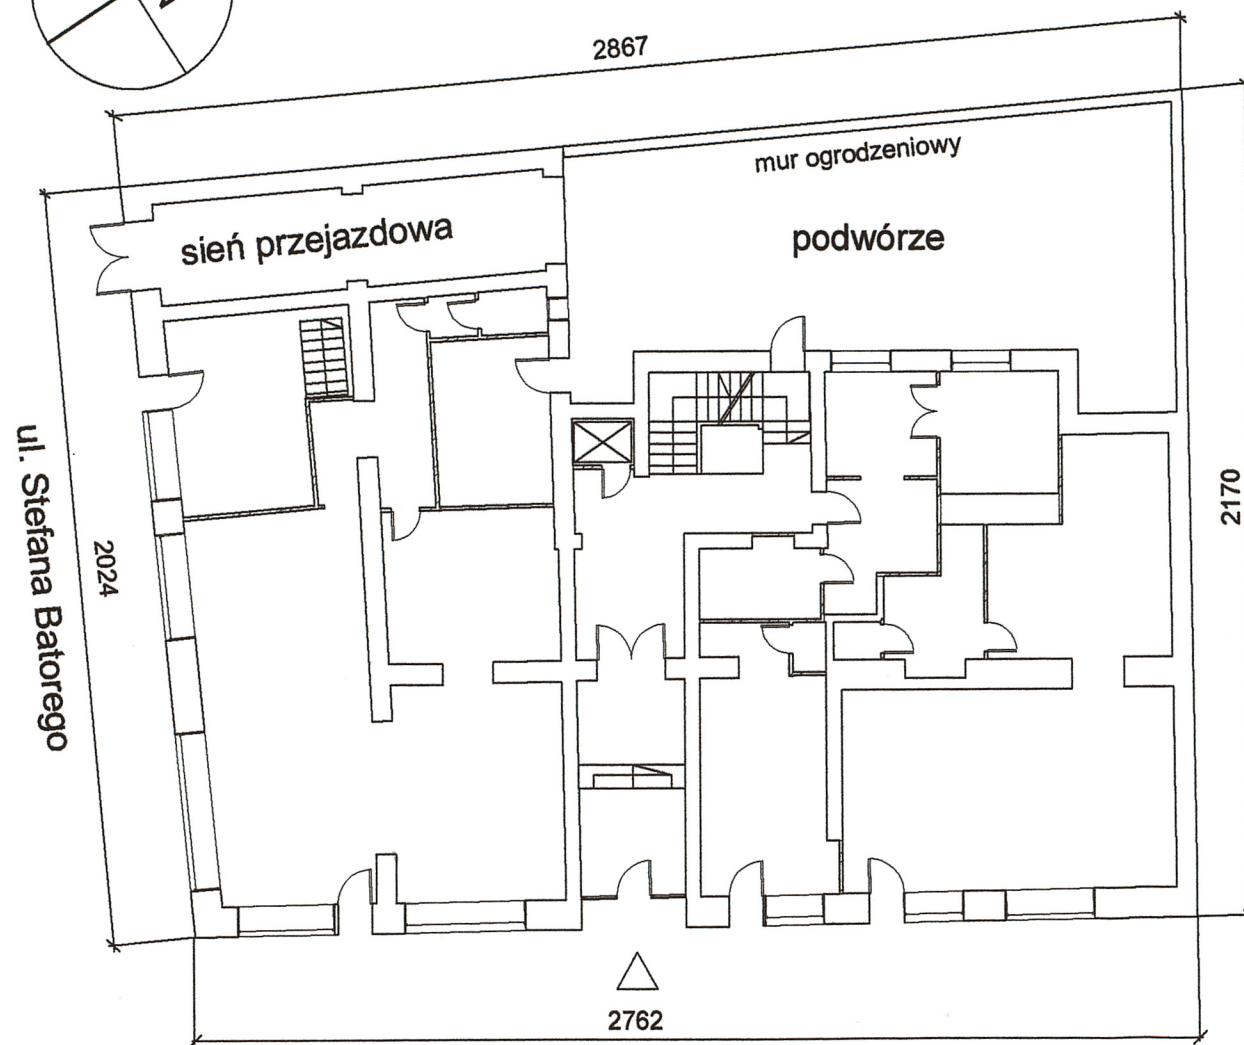 2867
mur ogrodzeniowy
sień przejazdowa
podwórze
ul. Stefana Batorego
2024
2170
2762